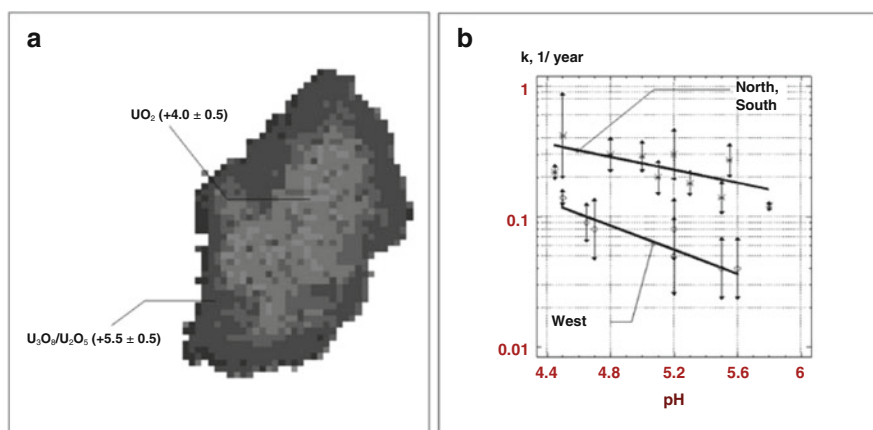 a
UO₂ (+4.0 ± 0.5)
U₃O₈/U₂O₅ (+5.5 ± 0.5)
b
k, 1/ year
1
0.1
0.01
North,
South
West
4.4 4.8 5.2 5.6 6
pH